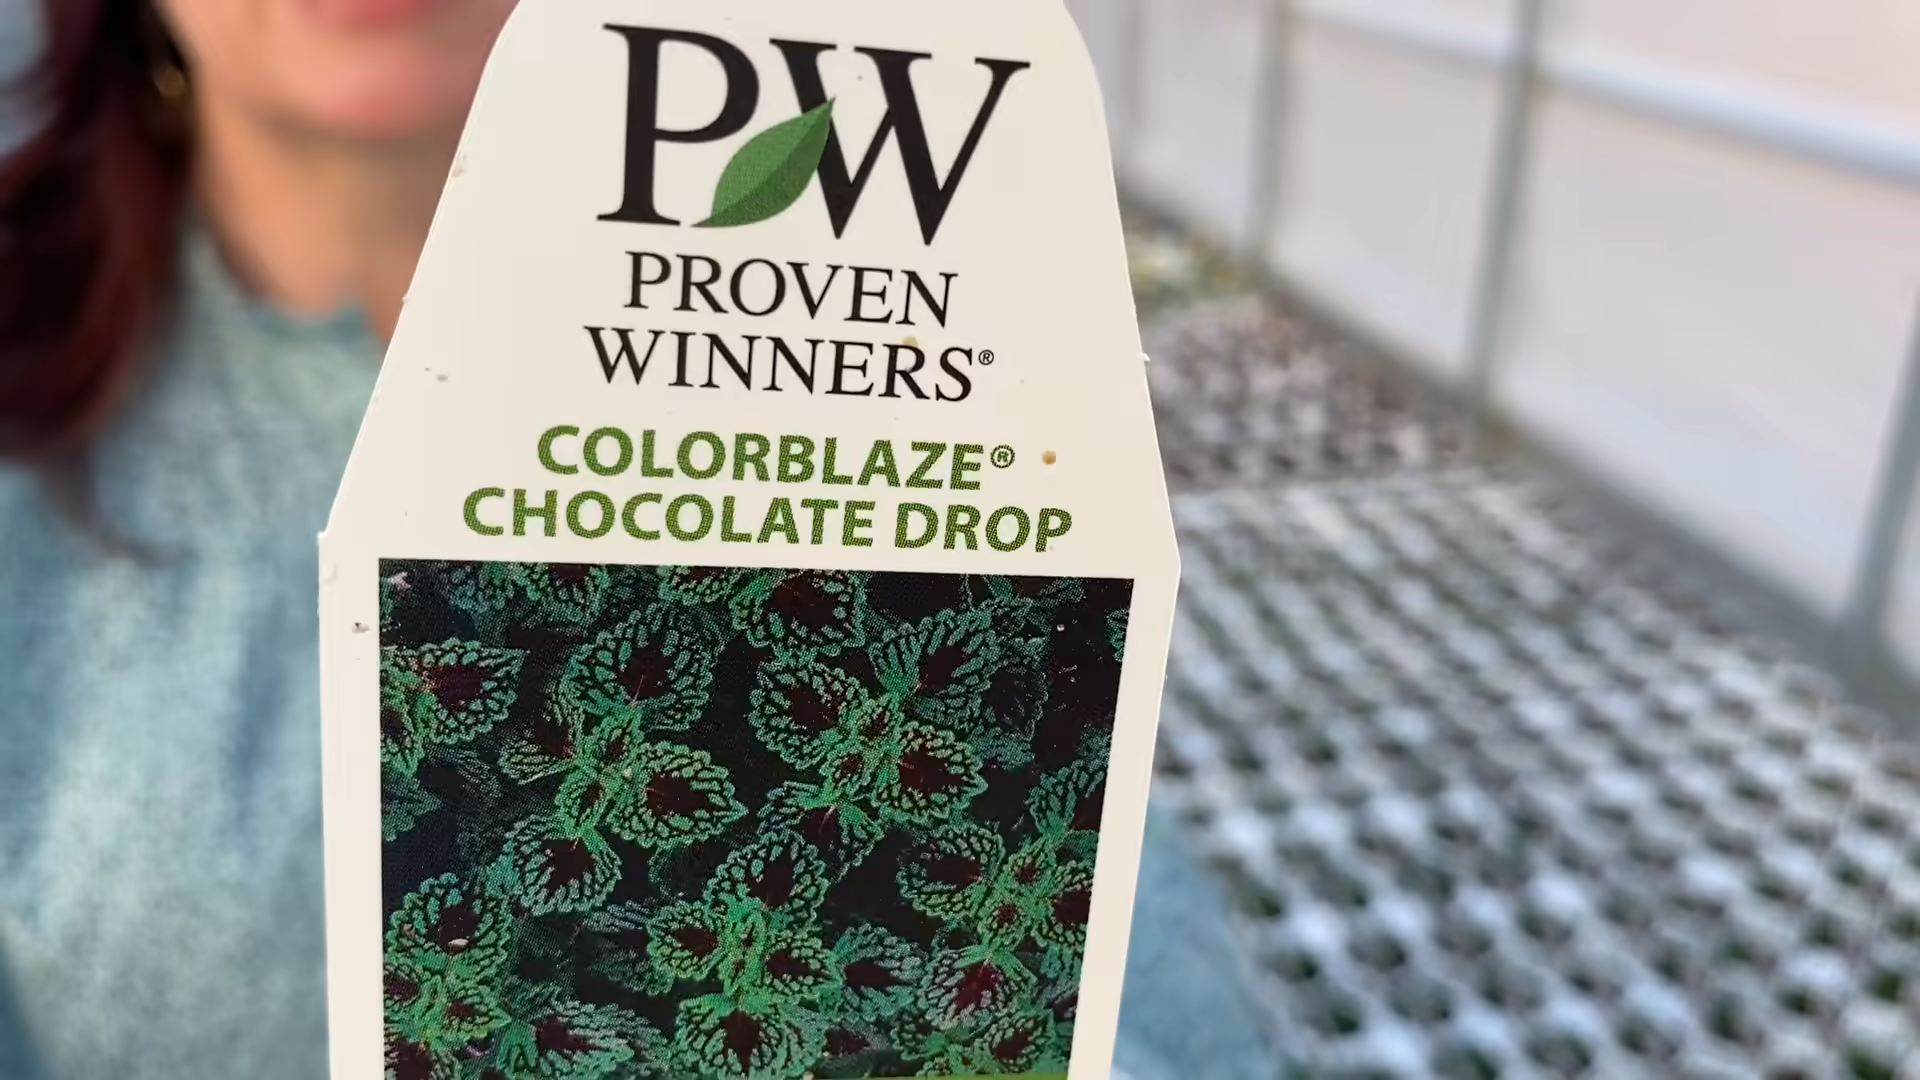 PW
PROVEN
WINNERS®
COLORBLAZE®
CHOCOLATE DROP